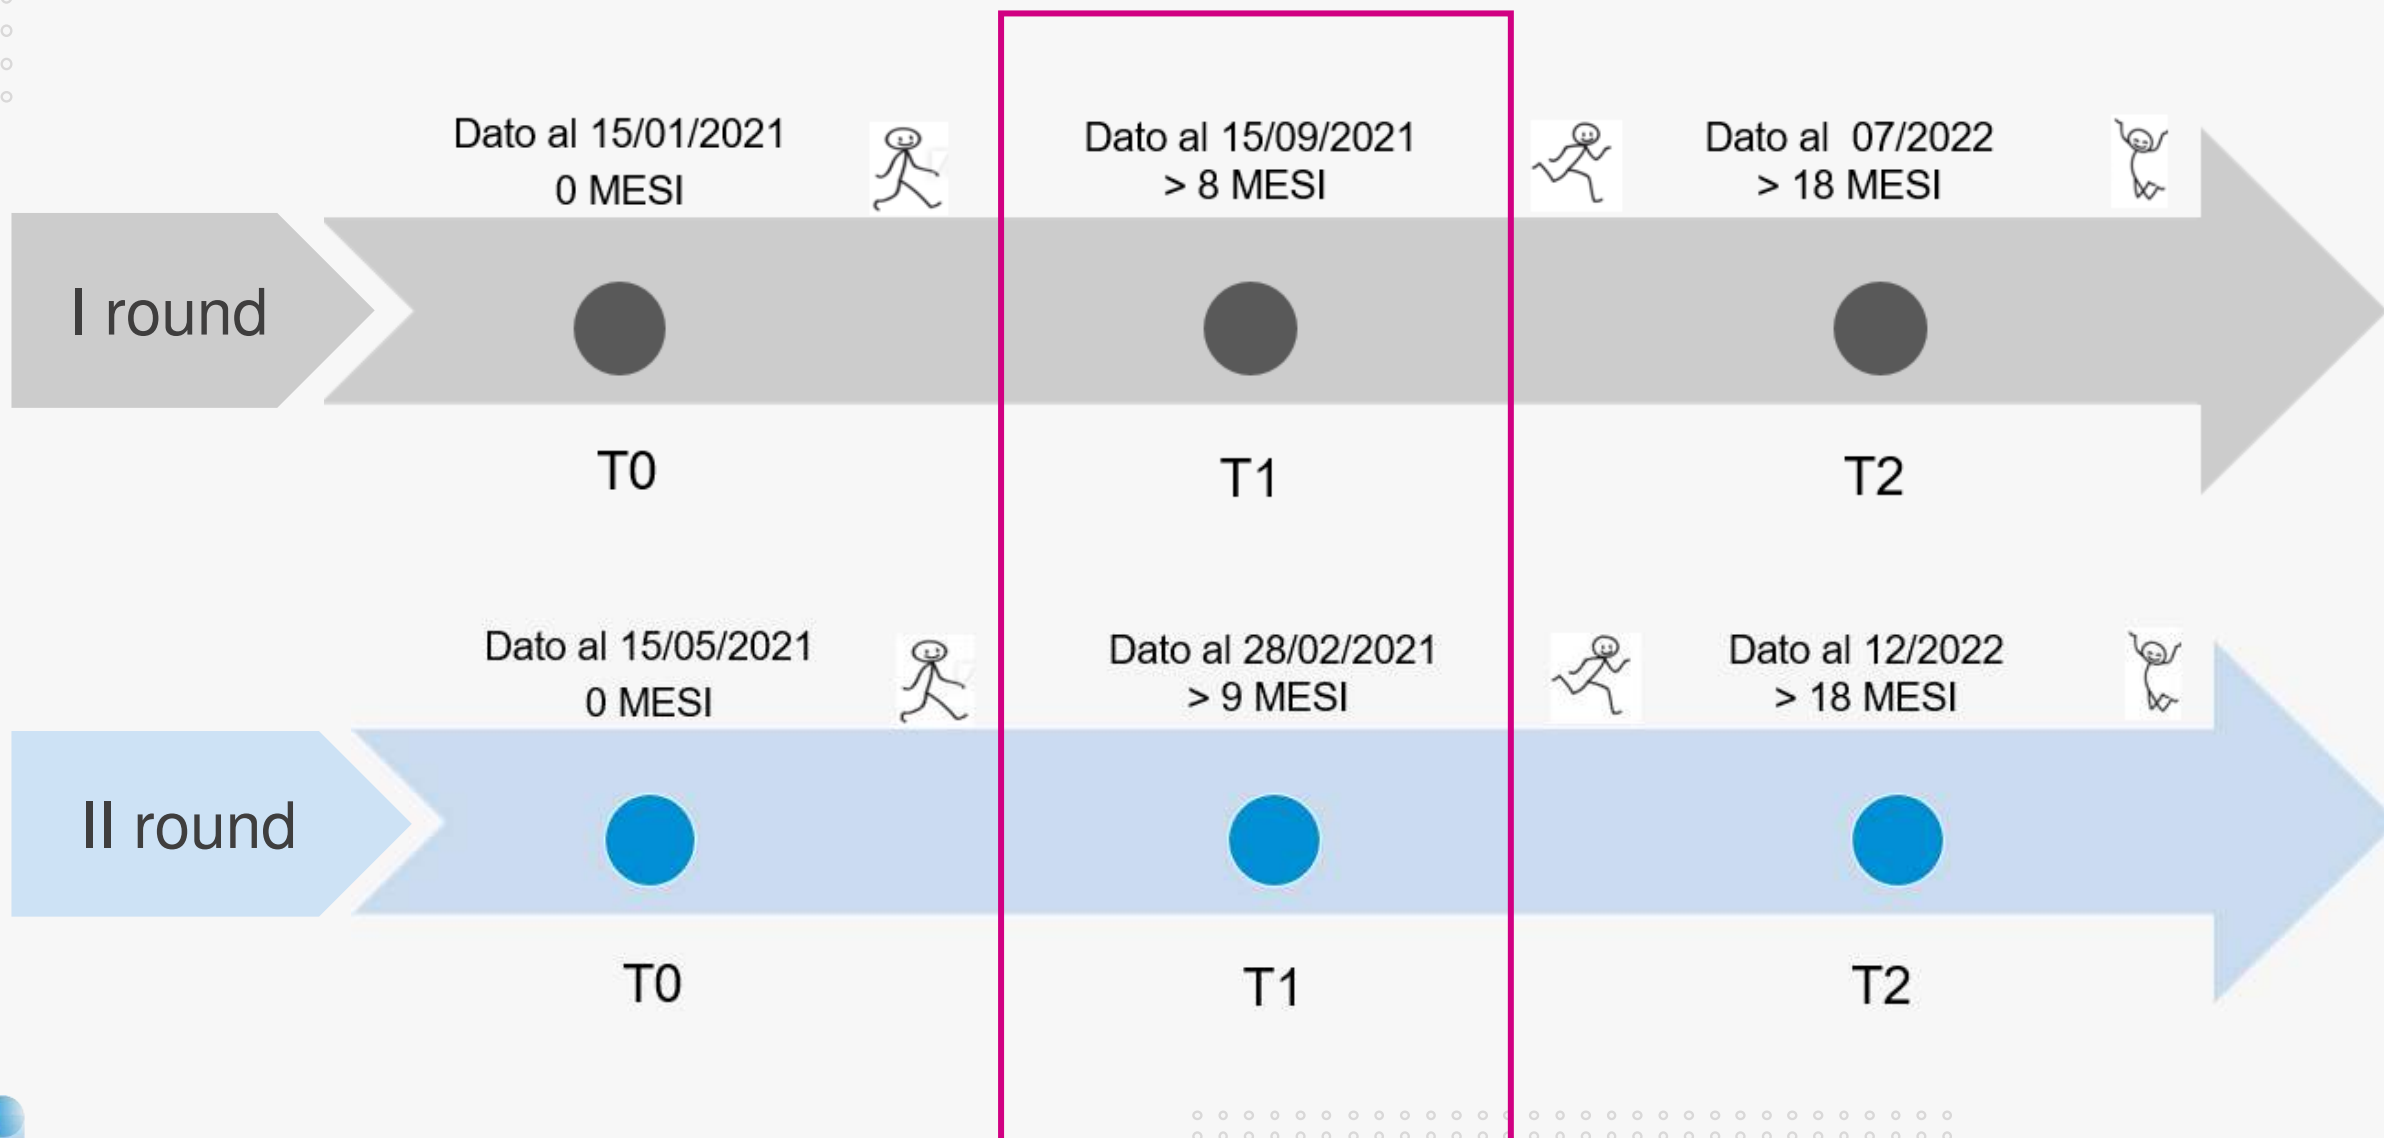 Dato al 15/01/2021
0 MESI
Dato al 15/09/2021
> 8 MESI
Dato al 07/2022
> 18 MESI
I round
T0
T1
T2
Dato al 15/05/2021
0 MESI
Dato al 28/02/2021
> 9 MESI
Dato al 12/2022
> 18 MESI
II round
T0
T1
T2